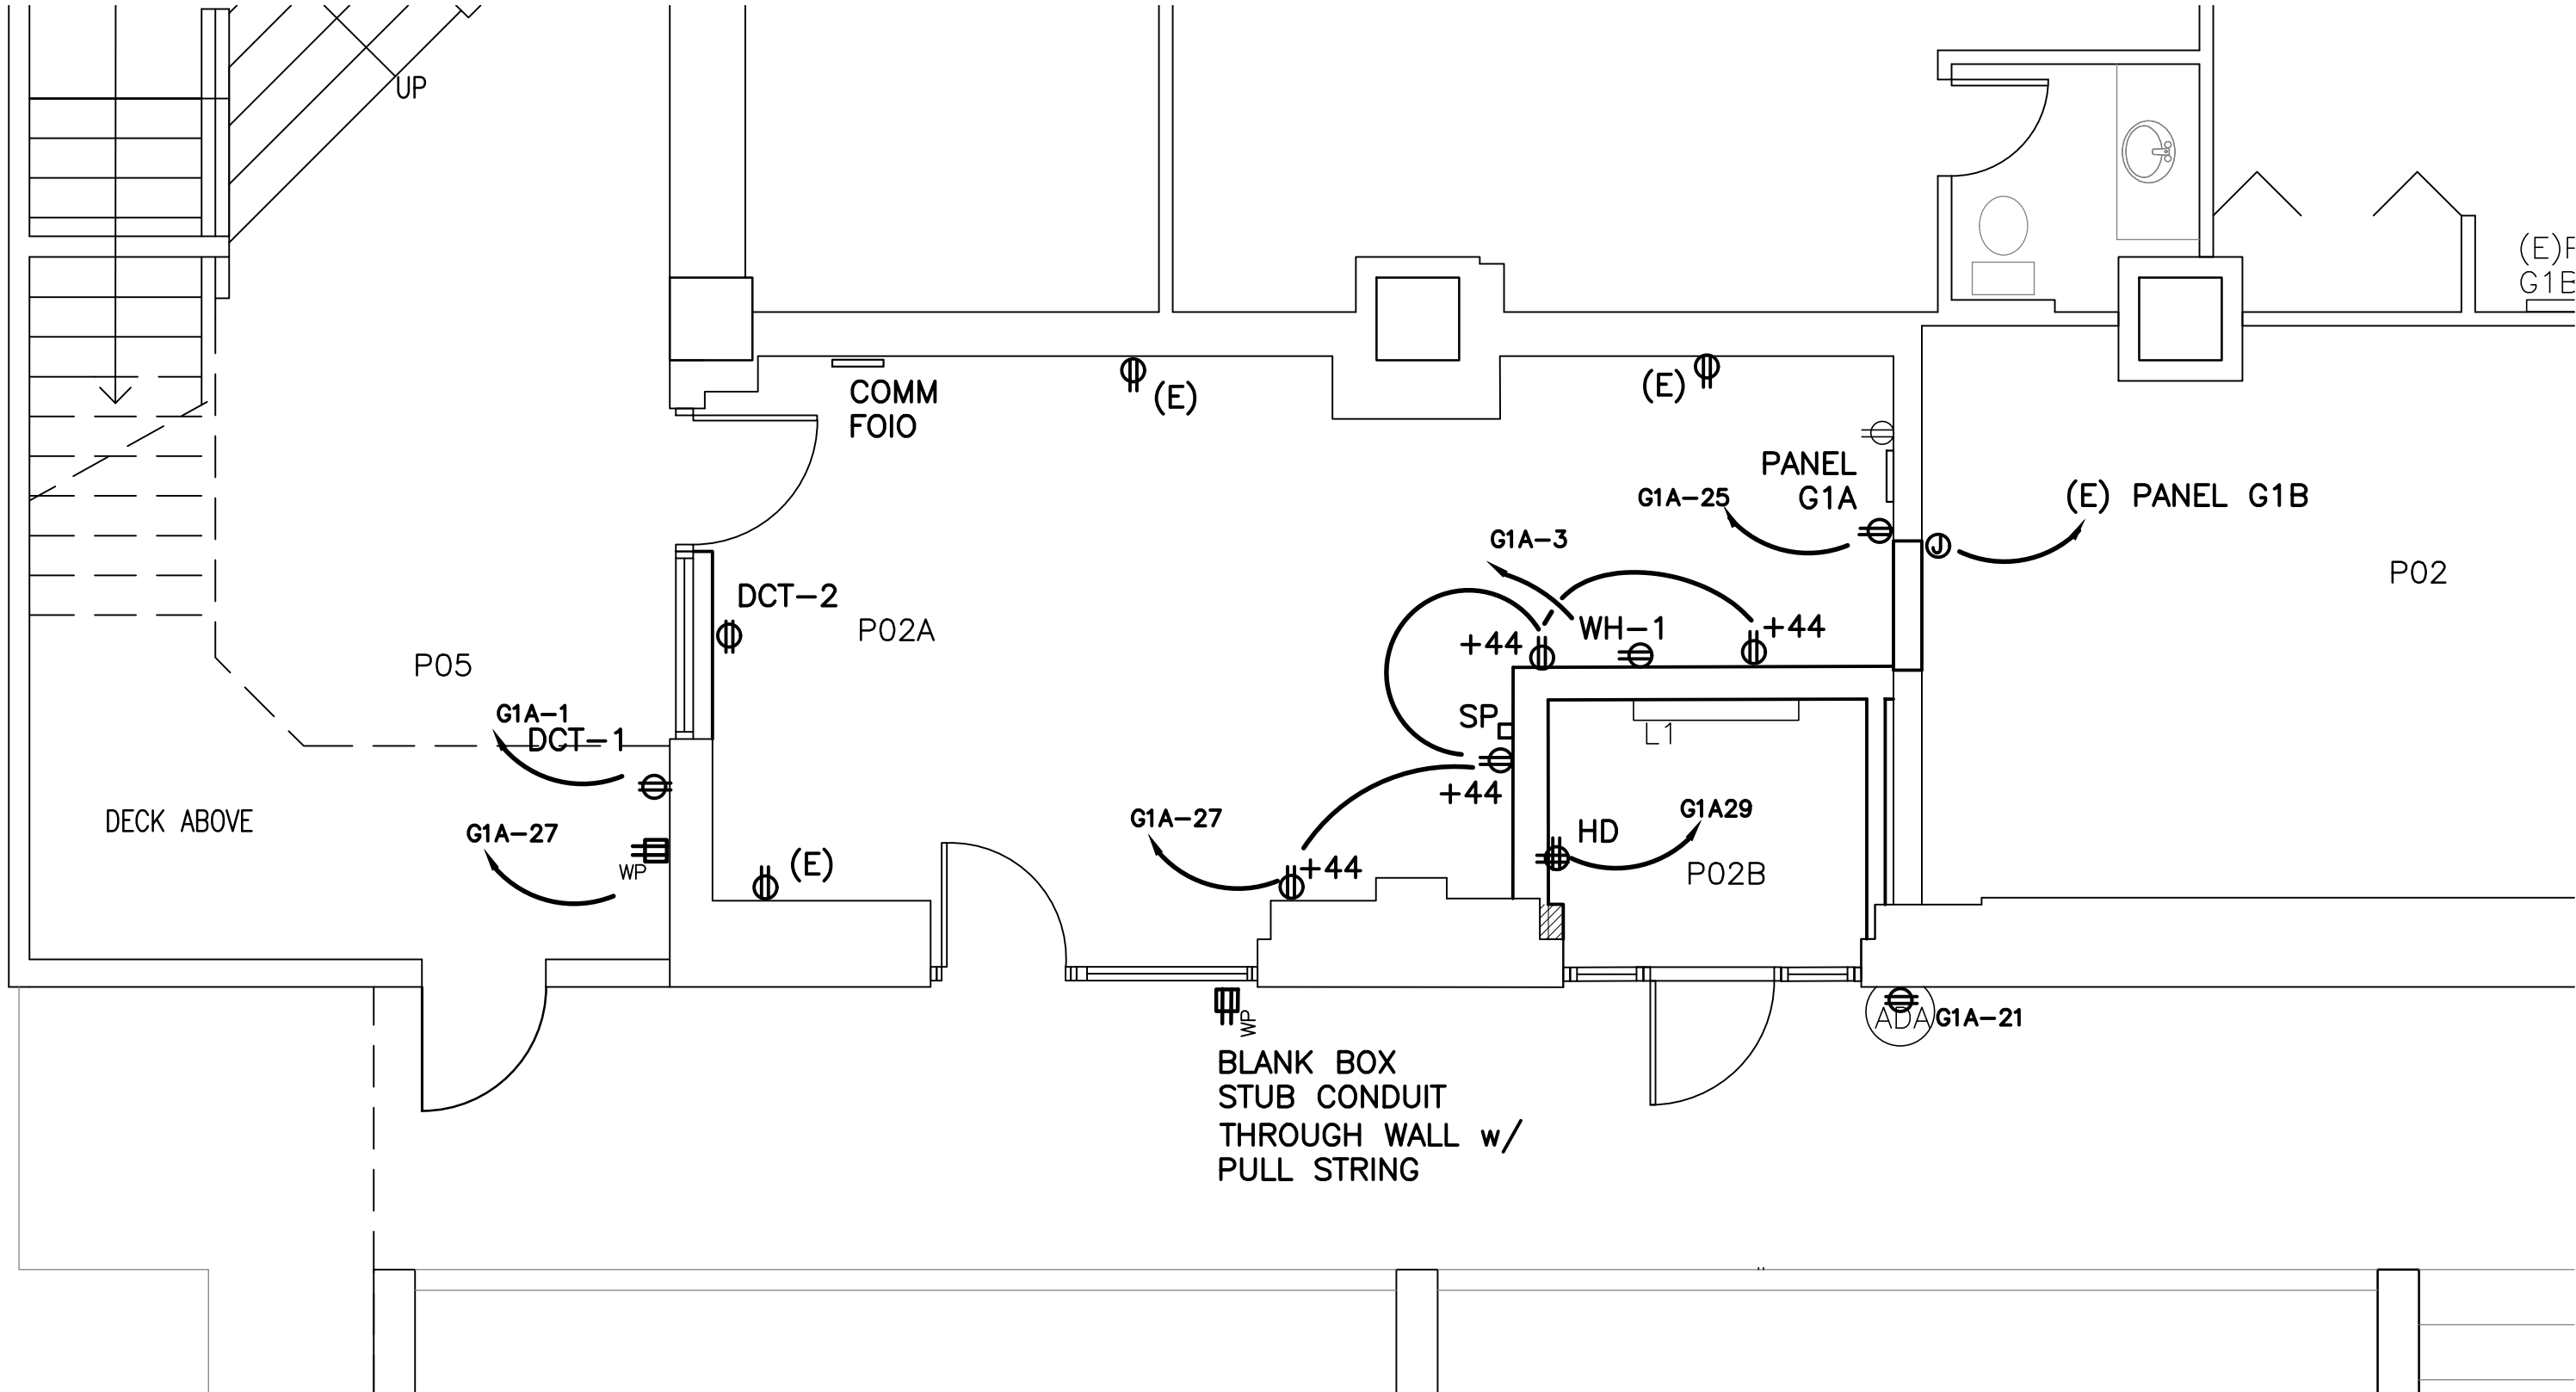 UP
(E)
G1B
COMM
FOIO
(E)
(E)
PANEL
G1A
G1A-25
(E) PANEL G1B
G1A-3
J
P02
DCT-2
P02A
+44
WH-1
+44
P05
G1A-1
DCT-1
SP
L1
+44
DECK ABOVE
G1A-27
WP
(E)
G1A-27
+44
HD
G1A29
P02B
ADA
G1A-21
WP
BLANK BOX
STUB CONDUIT
THROUGH WALL w/
PULL STRING